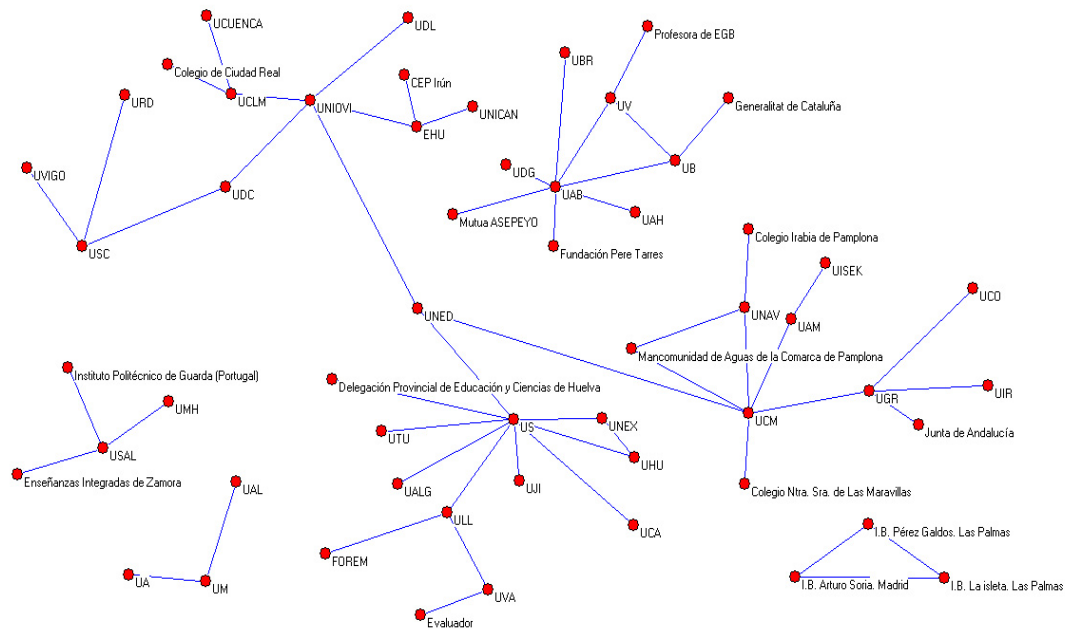 UCUENCA
UDL
Profesora de EGB
UBR
Colegio de Ciudad Real
CEP Irún
URD
UCLM
UNIOVI
UNICAN
UV
Generalitat de Cataluña
EHU
UVIGO
UDG
UB
UDC
UAB
Mutua ASEPEYO
UAH
USC
Fundación Pere Tarres
Colegio Irabia de Pamplona
UISEK
UCO
UNED
UNAV
UAM
Mancomunidad de Aguas de la Comarca de Pamplona
Instituto Politécnico de Guarda (Portugal)
Delegación Provincial de Educación y Ciencias de Huelva
UMH
UGR
UIR
US
UNEX
UCM
UTU
Junta de Andalucía
USAL
UHU
Enseñanzas Integradas de Zamora
UAL
UALG
UJI
Colegio Ntra. Sra. de Las Maravillas
ULL
UCA
I.B. Pérez Galdos. Las Palmas
FOREM
UA
UM
I.B. Arturo Soria. Madrid
I.B. La isleta. Las Palmas
UVA
Evaluador